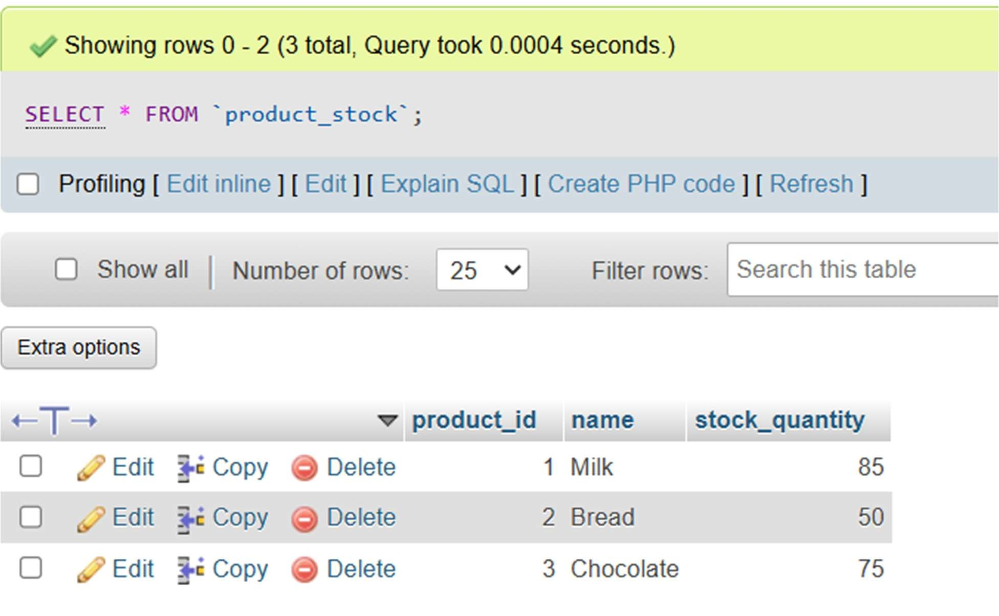 Showing rows 0 - 2 (3 total, Query took 0.0004 seconds.)
SELECT * FROM `product_stock`;
Profiling [ Edit inline ] [ Edit ] [ Explain SQL ] [ Create PHP code ] [ Refresh ]
Show all | Number of rows: 25 Filter rows: Search this table
Extra options
←T→ product_id name stock_quantity
Edit Copy Delete 1 Milk 85
Edit Copy Delete 2 Bread 50
Edit Copy Delete 3 Chocolate 75